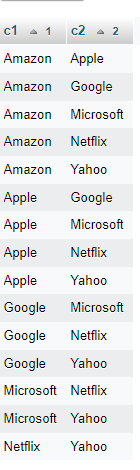 c1 1 c2 2
Amazon Apple
Amazon Google
Amazon Microsoft
Amazon Netflix
Amazon Yahoo
Apple Google
Apple Microsoft
Apple Netflix
Apple Yahoo
Google Microsoft
Google Netflix
Google Yahoo
Microsoft Netflix
Microsoft Yahoo
Netflix Yahoo